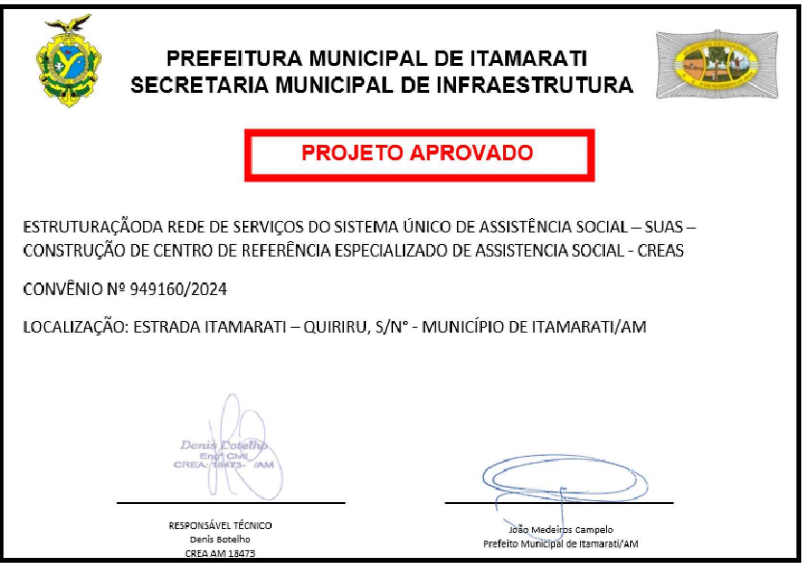 PREFEITURA MUNICIPAL DE ITAMARATI
SECRETARIA MUNICIPAL DE INFRAESTRUTURA
PROJETO APROVADO
ESTRUTURAÇÃODA REDE DE SERVIÇOS DO SISTEMA ÚNICO DE ASSISTÊNCIA SOCIAL – SUAS –
CONSTRUÇÃO DE CENTRO DE REFERÊNCIA ESPECIALIZADO DE ASSISTENCIA SOCIAL - CREAS
CONVÊNIO Nº 949160/2024
LOCALIZAÇÃO: ESTRADA ITAMARATI – QUIRIRU, S/N° - MUNICÍPIO DE ITAMARATI/AM
Denis Botelho
Engº CIVIL
CREA: 18473- /AM
RESPONSÁVEL TÉCNICO
Denis Botelho
CREA AM 18473
João Medeiros Campelo
Prefeito Municipal de Itamarati/AM